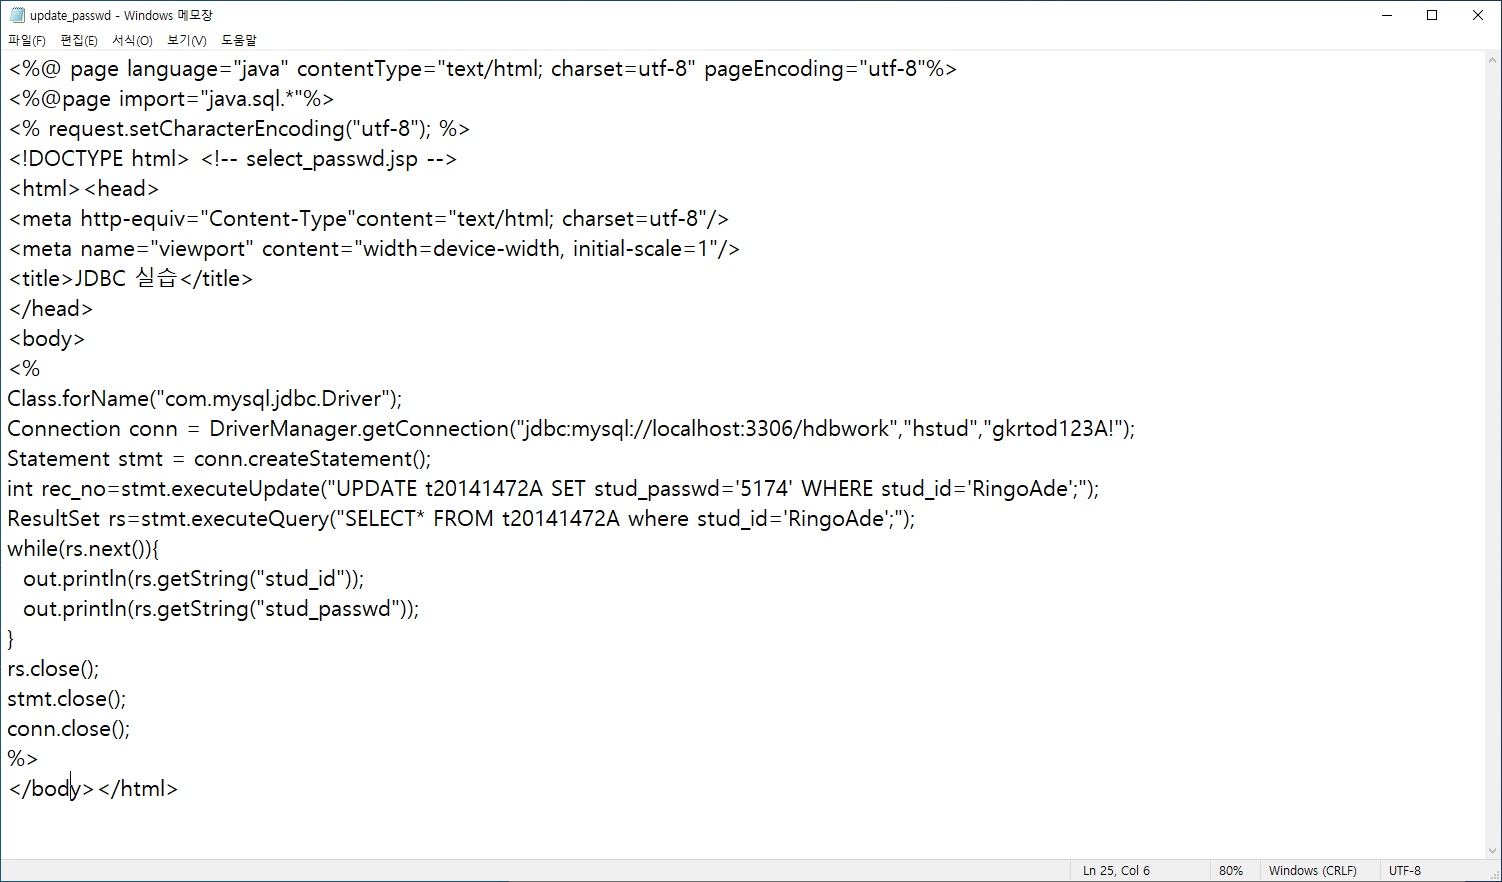 update_passwd - Windows 메모장
파일(F) 편집(E) 서식(O) 보기(V) 도움말
<%@ page language="java" contentType="text/html; charset=utf-8" pageEncoding="utf-8"%>
<%@page import="java.sql.*"%>
<% request.setCharacterEncoding("utf-8"); %>
<!DOCTYPE html> <!-- select_passwd.jsp -->
<html><head>
<meta http-equiv="Content-Type"content="text/html; charset=utf-8"/>
<meta name="viewport" content="width=device-width, initial-scale=1"/>
<title>JDBC 실습</title>
</head>
<body>
<%
Class.forName("com.mysql.jdbc.Driver");
Connection conn = DriverManager.getConnection("jdbc:mysql://localhost:3306/hdbwork","hstud","gkrtod123A!");
Statement stmt = conn.createStatement();
int rec_no=stmt.executeUpdate("UPDATE t20141472A SET stud_passwd='5174' WHERE stud_id='RingoAde';");
ResultSet rs=stmt.executeQuery("SELECT* FROM t20141472A where stud_id='RingoAde';");
while(rs.next()){
  out.println(rs.getString("stud_id"));
  out.println(rs.getString("stud_passwd"));
}
rs.close();
stmt.close();
conn.close();
%>
</body></html>
Ln 25, Col 6 80% Windows (CRLF) UTF-8